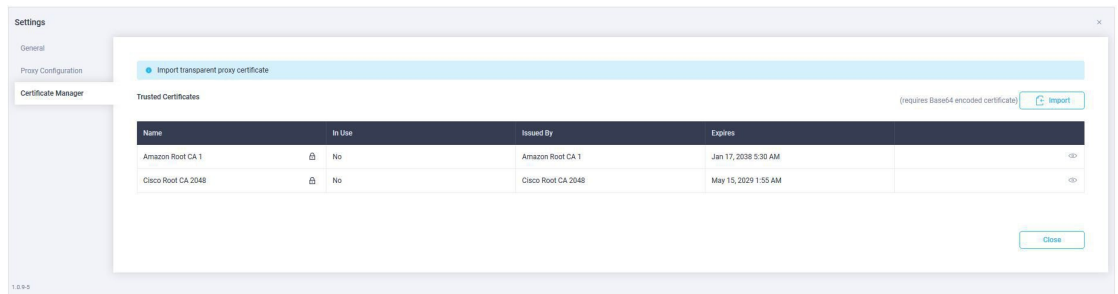 Settings
General
Proxy Configuration
Certificate Manager
Import transparent proxy certificate
Trusted Certificates
(requires Base64 encoded certificate) Import
Name In Use Issued By Expires
Amazon Root CA 1 No Amazon Root CA 1 Jan 17, 2038 5:30 AM
Cisco Root CA 2048 No Cisco Root CA 2048 May 15, 2029 1:55 AM
Close
1.0.9-5